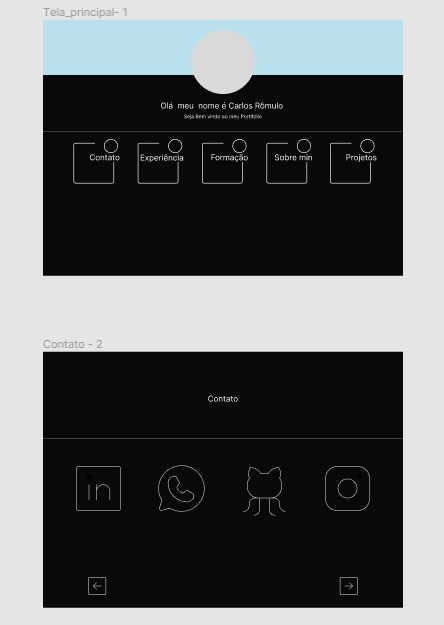 Tela_principal- 1
Olá meu nome é Carlos Rômulo
Seja Bem vindo ao meu Portifólio
Contato
Experiência
Formação
Sobre min
Projetos
Contato - 2
Contato
in